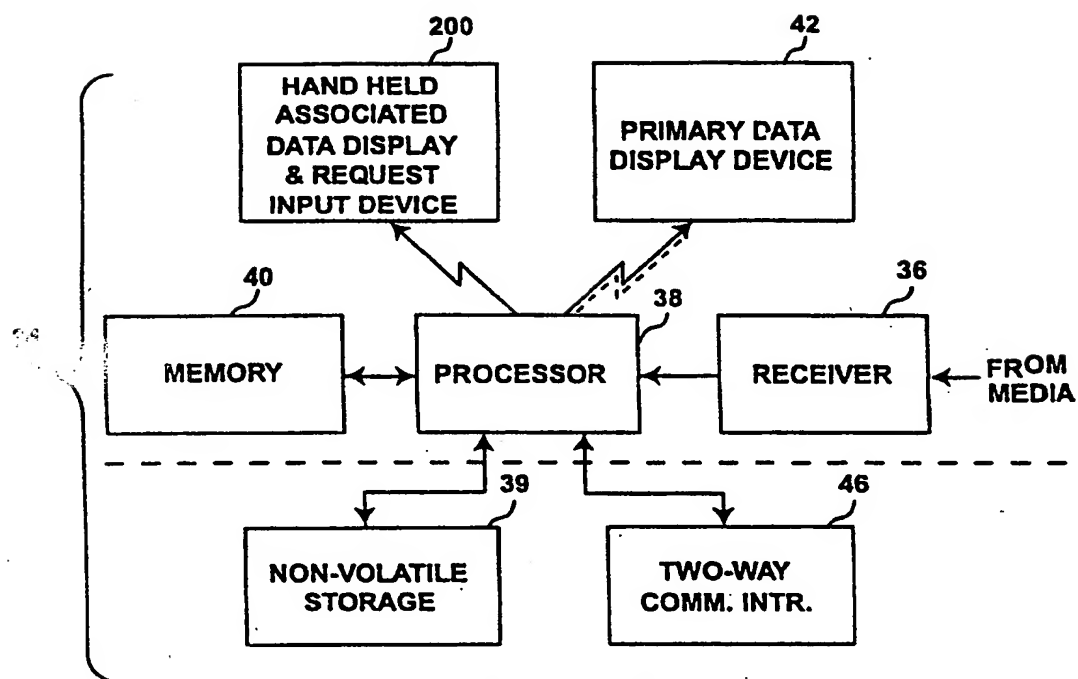 200
42
HAND HELD
ASSOCIATED
DATA DISPLAY
& REQUEST
INPUT DEVICE
PRIMARY DATA
DISPLAY DEVICE
40
38
36
MEMORY
PROCESSOR
RECEIVER
FROM
MEDIA
39
46
NON-VOLATILE
STORAGE
TWO-WAY
COMM. INTR.